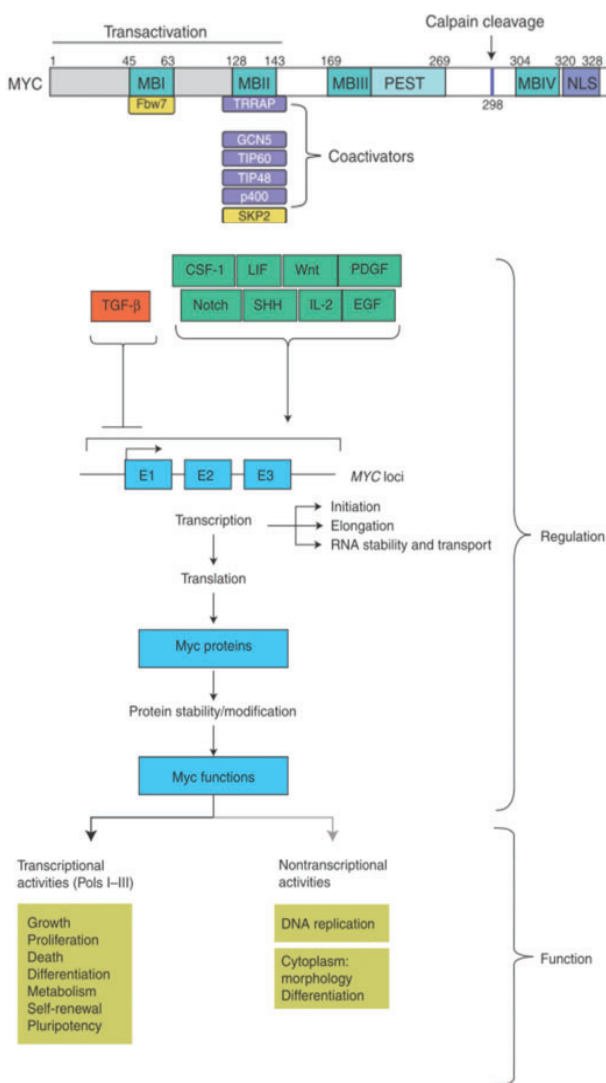 Calpain cleavage
Transactivation
1 45 63 128 143 169 269 304 320 328
MYC MBI MBII MBIII PEST MBIV NLS
Fbw7 TRRAP 298
GCN5
TIP60
TIP48
p400
SKP2
Coactivators
CSF-1 LIF Wnt PDGF
TGF-β Notch SHH IL-2 EGF
E1 E2 E3 MYC loci
Transcription
Initiation
Elongation
RNA stability and transport
Regulation
Translation
Myc proteins
Protein stability/modification
Myc functions
Transcriptional
activities (Pols I–III)
Growth
Proliferation
Death
Differentiation
Metabolism
Self-renewal
Pluripotency
Nontranscriptional
activities
DNA replication
Cytoplasm:
morphology
Differentiation
Function